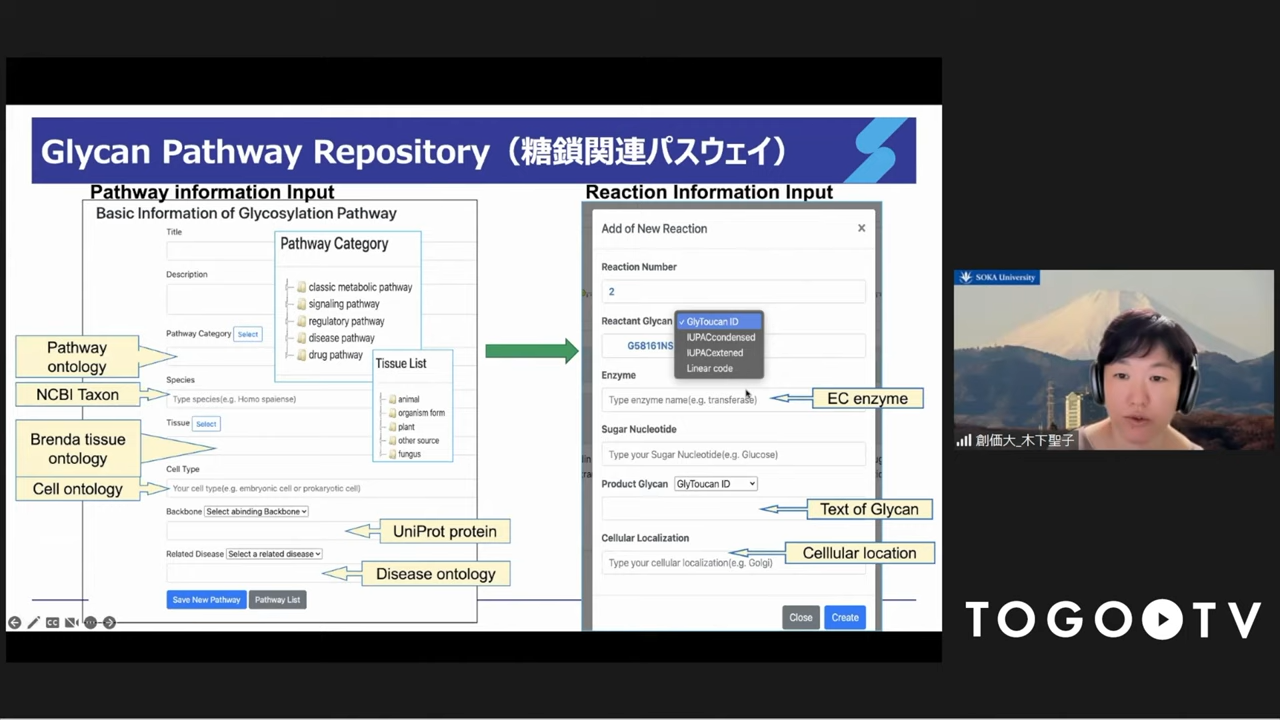 Glycan Pathway Repository（糖鎖関連パスウェイ）
Pathway information Input
Basic Information of Glycosylation Pathway
Title
Description
Pathway Category Select
Species
Type species(e.g. Homo spaiense)
Tissue Select
Cell Type
Your cell type(e.g. embryonic cell or prokaryotic cell)
Backbone Select abinding Backbone
Related Disease Select a related disease
Save New Pathway Pathway List
Pathway Category
classic metabolic pathway
signaling pathway
regulatory pathway
disease pathway
drug pathway
Tissue List
animal
organism form
plant
other source
fungus
Pathway
ontology
NCBI Taxon
Brenda tissue
ontology
Cell ontology
UniProt protein
Disease ontology
Reaction Information Input
Add of New Reaction ×
Reaction Number
2
Reactant Glycan
✓ GlyToucan ID
IUPACcondensed
IUPACextened
Linear code
G58161NS
Enzyme
Type enzyme name(e.g. transferase)
Sugar Nucleotide
Type your Sugar Nucleotide(e.g. Glucose)
Product Glycan GlyToucan ID
Cellular Localization
Type your cellular localization(e.g. Golgi)
Close Create
EC enzyme
Text of Glycan
Celllular location
SOKA University
創価大_木下聖子
TOGO TV